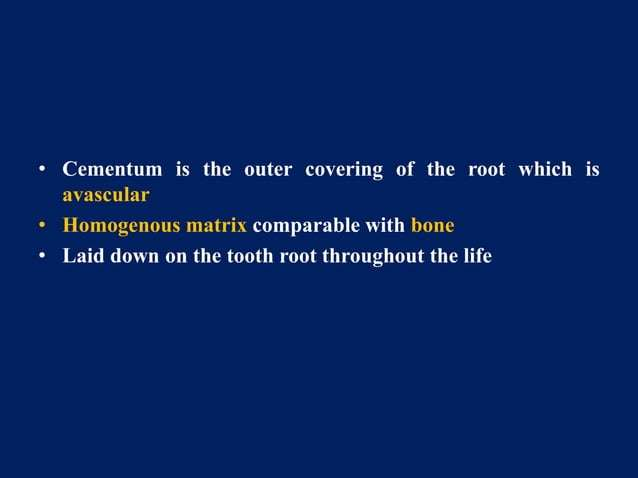 • Cementum is the outer covering of the root which is
avascular
• Homogenous matrix comparable with bone
• Laid down on the tooth root throughout the life